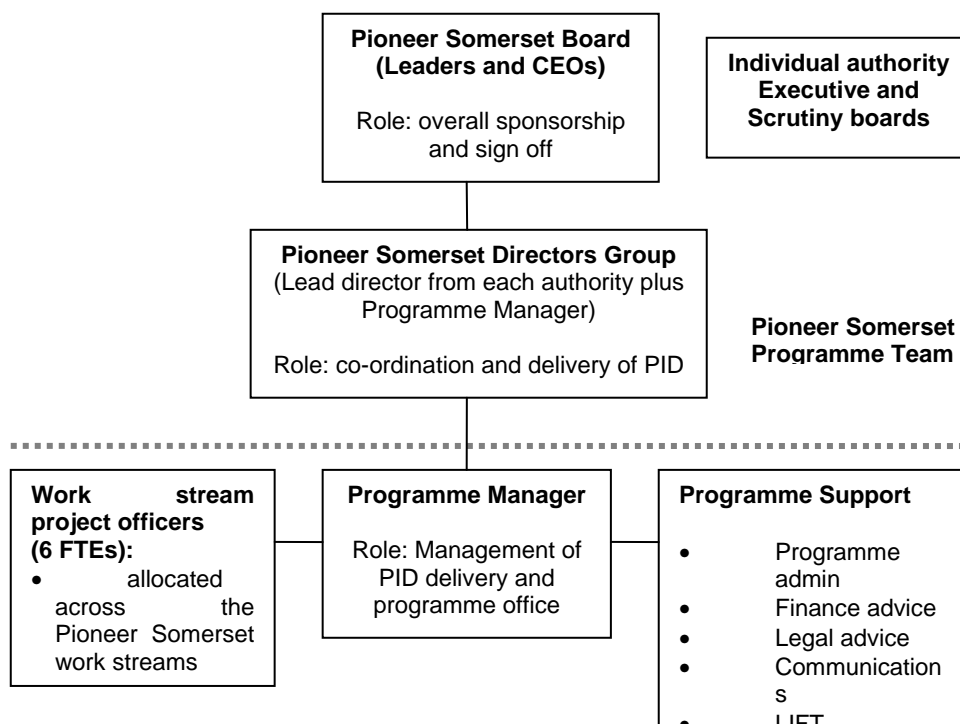 Pioneer Somerset Board
(Leaders and CEOs)
Role: overall sponsorship
and sign off
Individual authority
Executive and
Scrutiny boards
Pioneer Somerset Directors Group
(Lead director from each authority plus
Programme Manager)
Role: co-ordination and delivery of PID
Pioneer Somerset
Programme Team
Work stream
project officers
(6 FTEs):
• allocated
across the
Pioneer Somerset
work streams
Programme Manager
Role: Management of
PID delivery and
programme office
Programme Support
• Programme
admin
• Finance advice
• Legal advice
• Communication
s